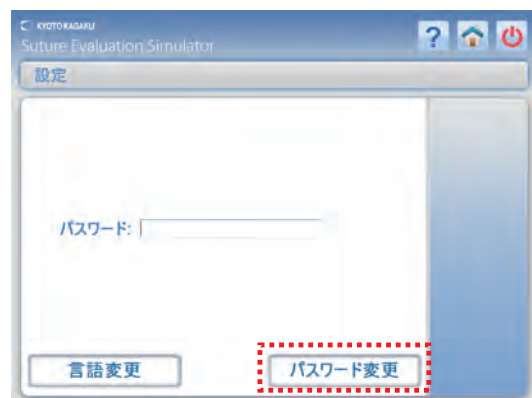 KYOTO KAGAKU
Suture Evaluation Simulator
?
設定
パスワード:
言語変更
パスワード変更